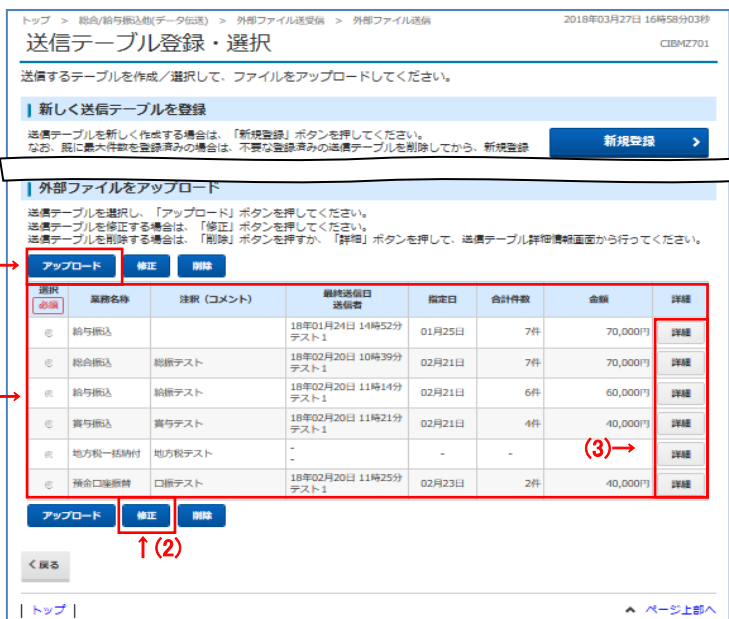 トップ > 総合/給与振込他(データ伝送) > 外部ファイル送受信 > 外部ファイル送信
2018年03月27日 16時58分03秒
送信テーブル登録・選択
CIBMZ701
送信するテーブルを作成／選択して、ファイルをアップロードしてください。
新しく送信テーブルを登録
送信テーブルを新しく作成する場合は、「新規登録」ボタンを押してください。
なお、既に最大件数を登録済みの場合は、不要な登録済みの送信テーブルを削除してから、新規登録
新規登録 >
外部ファイルをアップロード
送信テーブルを選択し、「アップロード」ボタンを押してください。
送信テーブルを修正する場合は、「修正」ボタンを押してください。
送信テーブルを削除する場合は、「削除」ボタンを押すか、「詳細」ボタンを押して、送信テーブル詳細情報画面から行ってください。
アップロード 修正 削除
選択 必須 業務名称 注釈（コメント） 最終送信日 送信者 指定日 合計件数 金額 詳細
給与振込 18年01月24日 14時52分 テスト1 01月25日 7件 70,000円 詳細
総合振込 総振テスト 18年02月20日 10時39分 テスト1 02月21日 7件 70,000円 詳細
給与振込 給振テスト 18年02月20日 11時14分 テスト1 02月21日 6件 60,000円 詳細
賞与振込 賞与テスト 18年02月20日 11時21分 テスト1 02月21日 4件 40,000円 詳細
地方税一括納付 地方税テスト - - - - (3)→ 詳細
預金口座振替 口振テスト 18年02月20日 11時25分 テスト1 02月23日 2件 40,000円 詳細
アップロード 修正 削除
↑(2)
く戻る
| トップ |
ページ上部へ